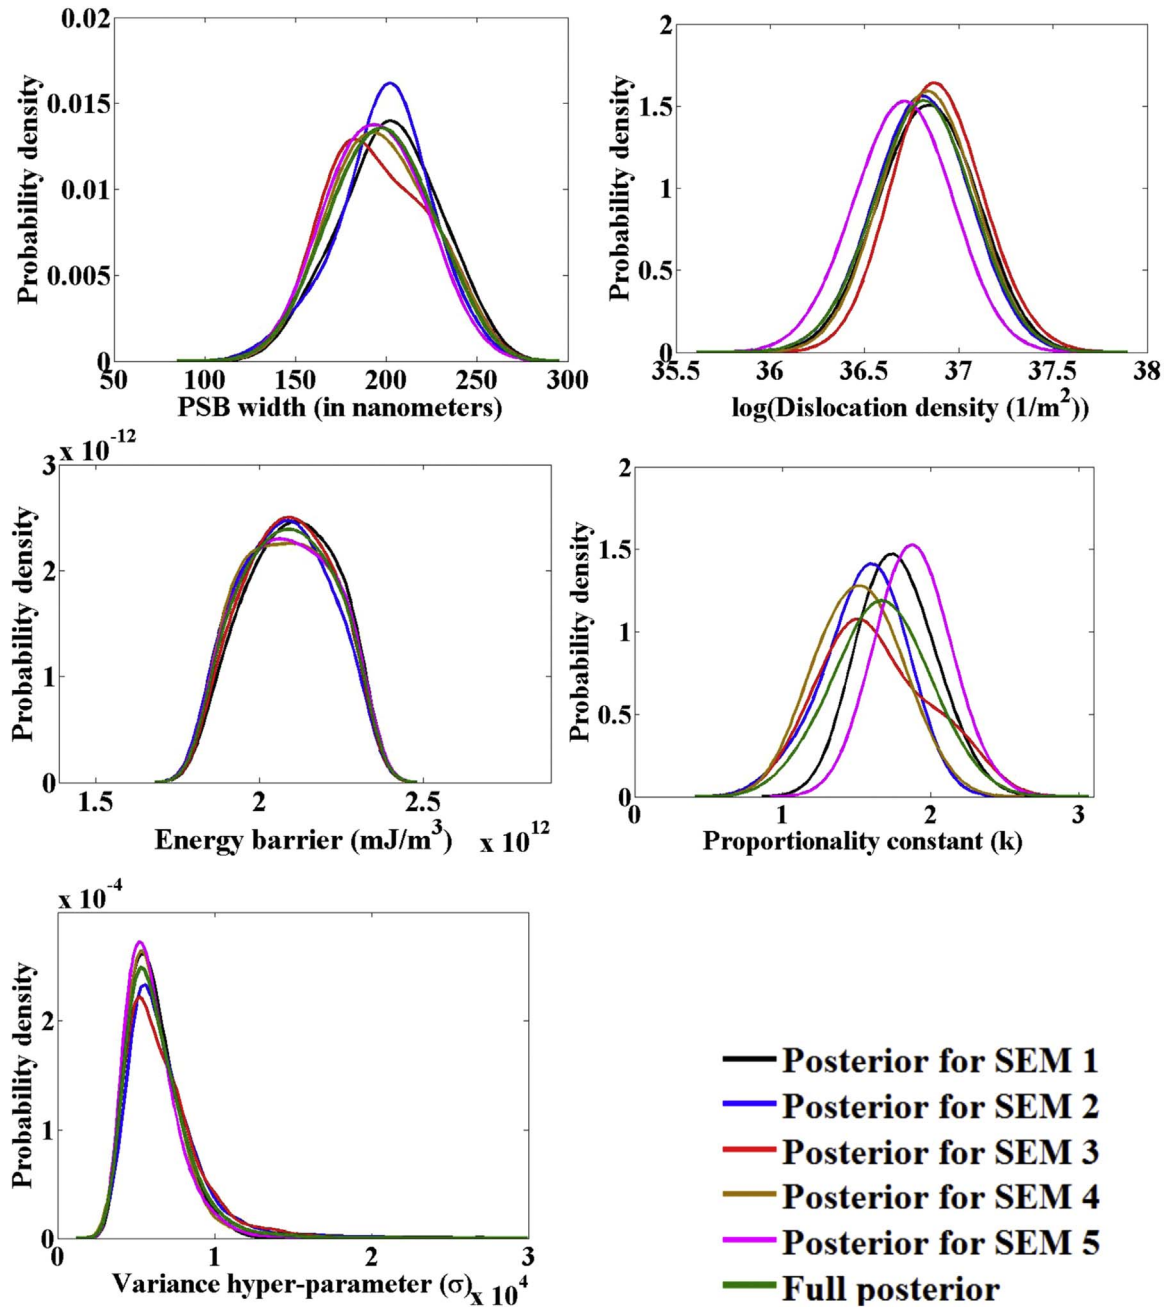 0.02
0.015
0.01
0.005
0
50 100 150 200 250 300
Probability density
PSB width (in nanometers)
2
1.5
1
0.5
0
35.5 36 36.5 37 37.5 38
Probability density
log(Dislocation density (1/m²))
x 10⁻¹²
3
2
1
0
1.5 2 2.5
Probability density
Energy barrier (mJ/m³) x 10¹²
2
1.5
1
0.5
0
0 1 2 3
Probability density
Proportionality constant (k)
x 10⁻⁴
4
2
0
0 1 2 3
Probability density
Variance hyper-parameter (σ) x 10⁴
Posterior for SEM 1
Posterior for SEM 2
Posterior for SEM 3
Posterior for SEM 4
Posterior for SEM 5
Full posterior